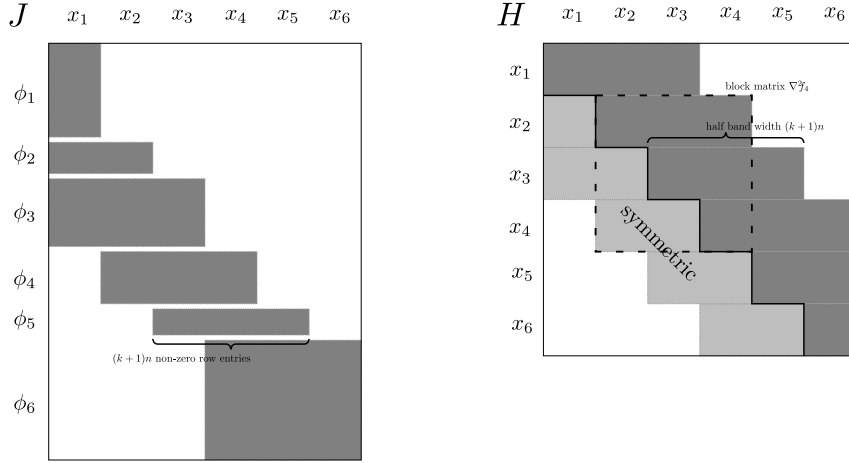 J x₁ x₂ x₃ x₄ x₅ x₆
ϕ₁
ϕ₂
ϕ₃
ϕ₄
ϕ₅
(k + 1)n non-zero row entries
ϕ₆
H x₁ x₂ x₃ x₄ x₅ x₆
x₁
block matrix ∇²f₄
x₂
half band width (k + 1)n
x₃
x₄
symmetric
x₅
x₆